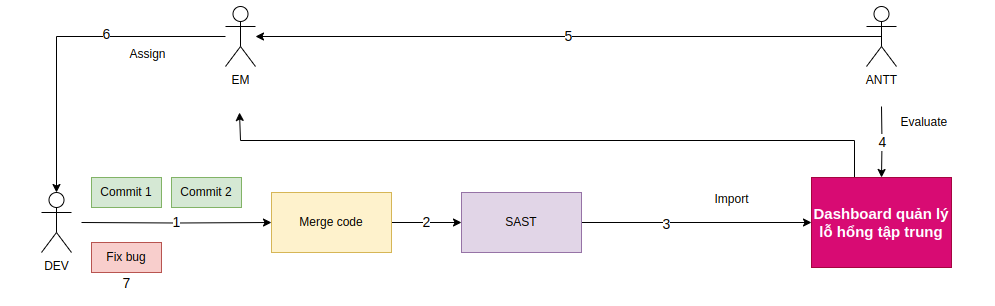 6
5
Assign
EM
ANTT
Evaluate
4
Commit 1
Commit 2
Import
Dashboard quản lý
lỗ hổng tập trung
1
Merge code
2
SAST
3
DEV
Fix bug
7